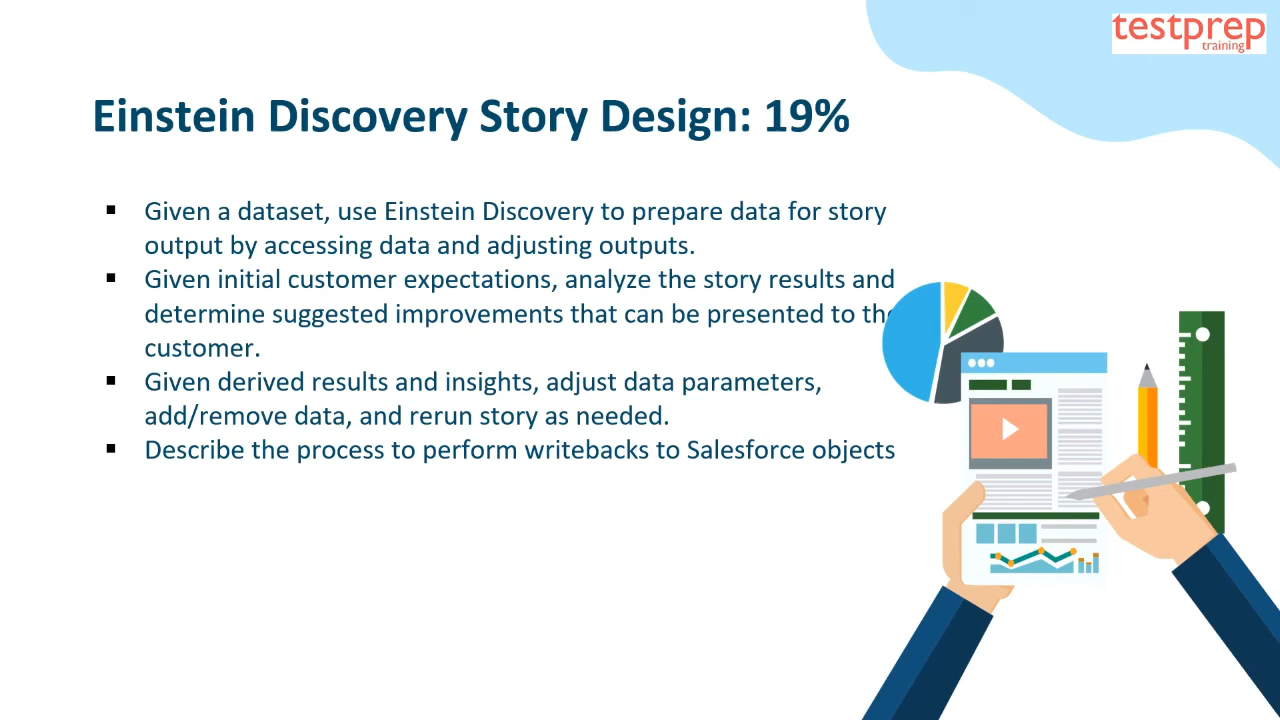 testprep
training
Einstein Discovery Story Design: 19%
▪ Given a dataset, use Einstein Discovery to prepare data for story
output by accessing data and adjusting outputs.
▪ Given initial customer expectations, analyze the story results and
determine suggested improvements that can be presented to the
customer.
▪ Given derived results and insights, adjust data parameters,
add/remove data, and rerun story as needed.
▪ Describe the process to perform writebacks to Salesforce objects